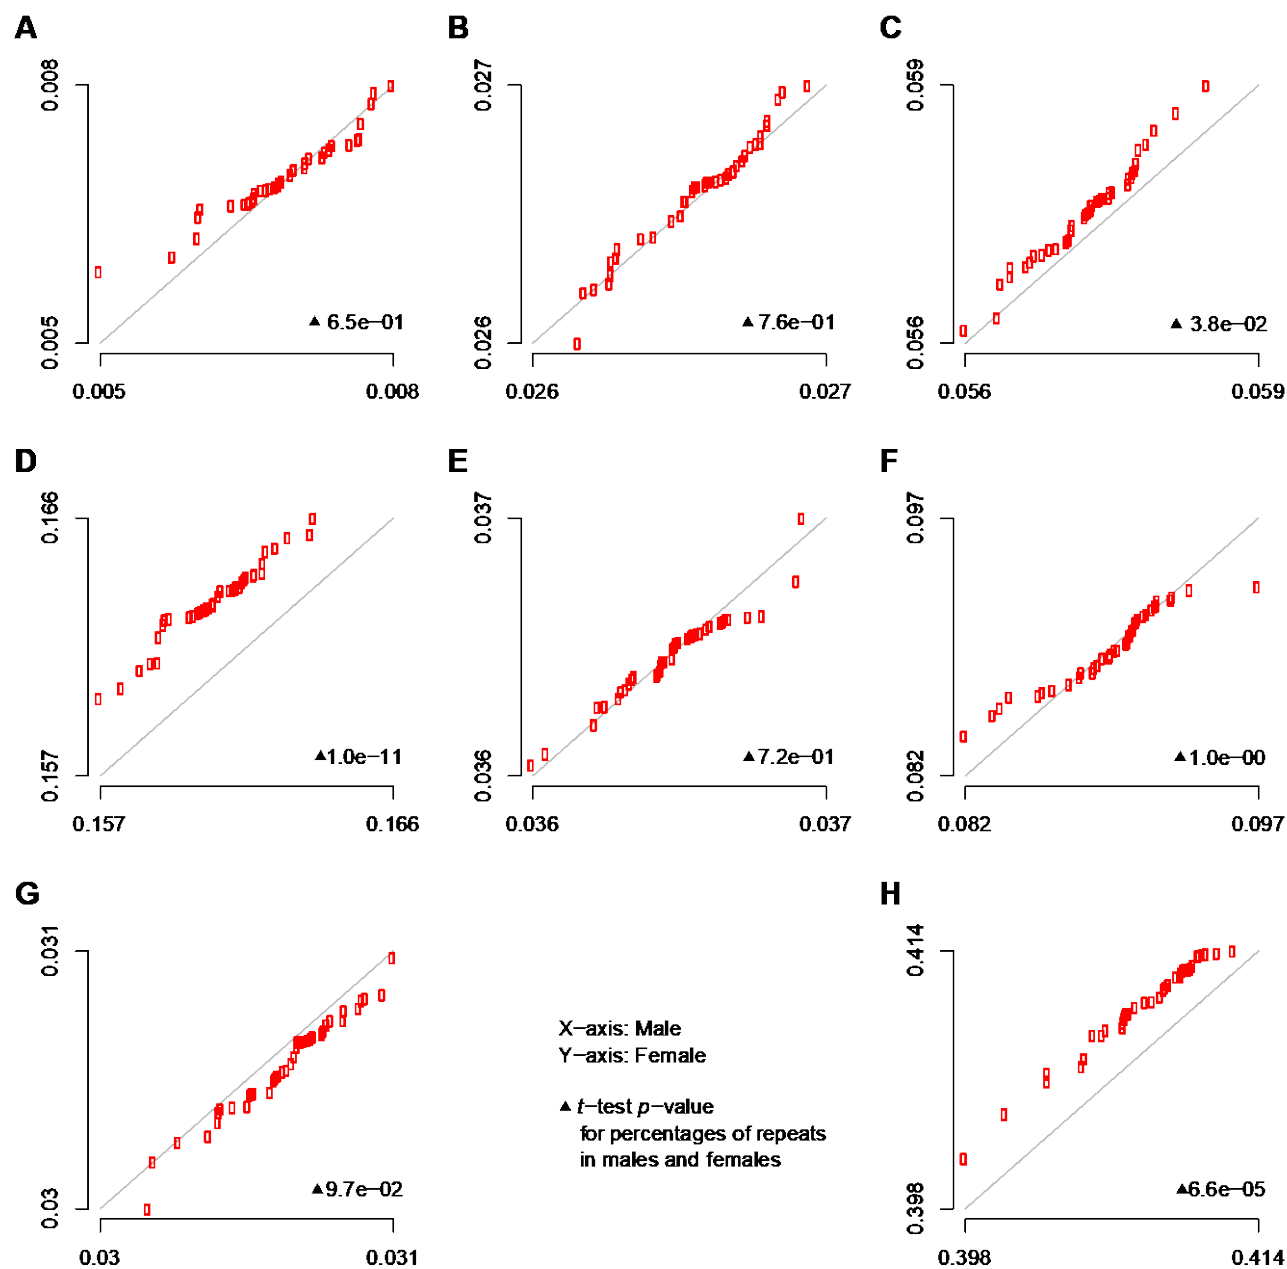 A
B
C
0.008
0.005
0.005
0.008
▲ 6.5e−01
0.027
0.026
0.026
0.027
▲ 7.6e−01
0.059
0.056
0.056
0.059
▲ 3.8e−02
D
E
F
0.166
0.157
0.157
0.166
▲1.0e−11
0.037
0.036
0.036
0.037
▲7.2e−01
0.097
0.082
0.082
0.097
▲1.0e−00
G
H
0.031
0.03
0.03
0.031
▲9.7e−02
X−axis: Male
Y−axis: Female
▲ t−test p−value
for percentages of repeats
in males and females
0.414
0.398
0.398
0.414
▲6.6e−05